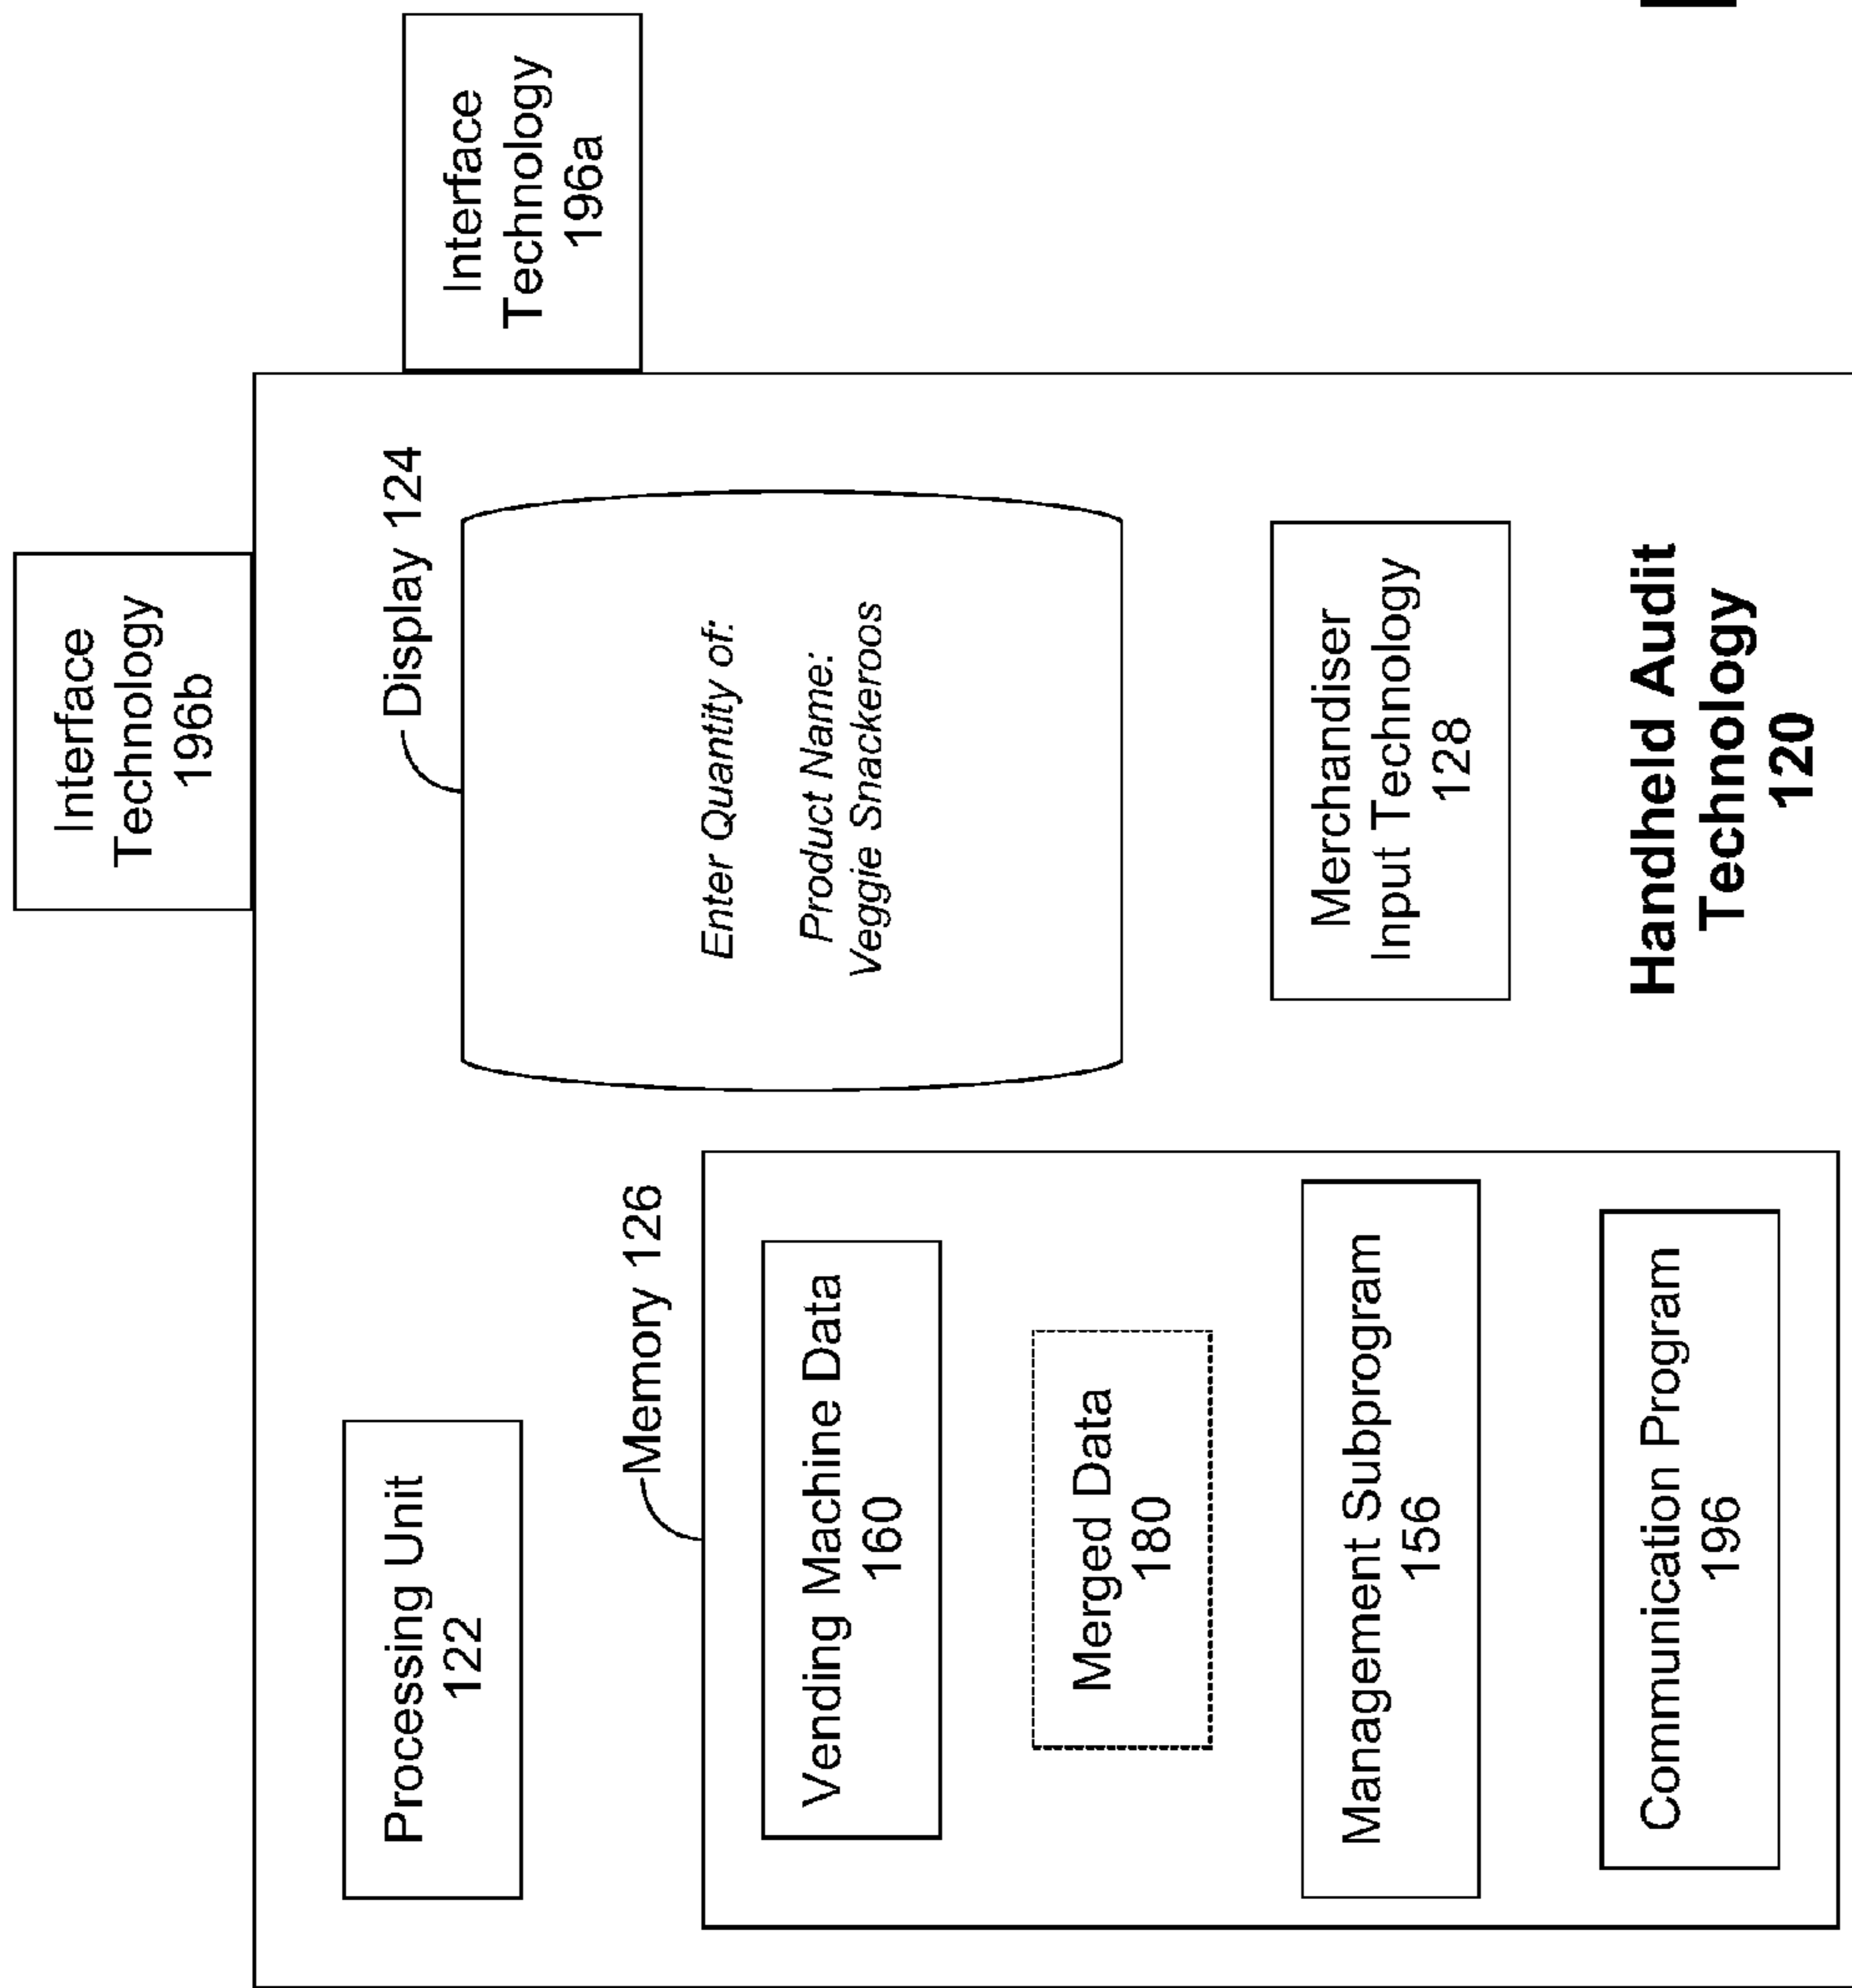 Interface
Technology
196b
Interface
Technology
196a
Processing Unit
122
Display 124
Enter Quantity of:
Product Name:
Veggie Snackeroos
Memory 126
Vending Machine Data
160
Merged Data
180
Management Subprogram
156
Communication Program
196
Merchandiser
Input Technology
128
Handheld Audit
Technology
120